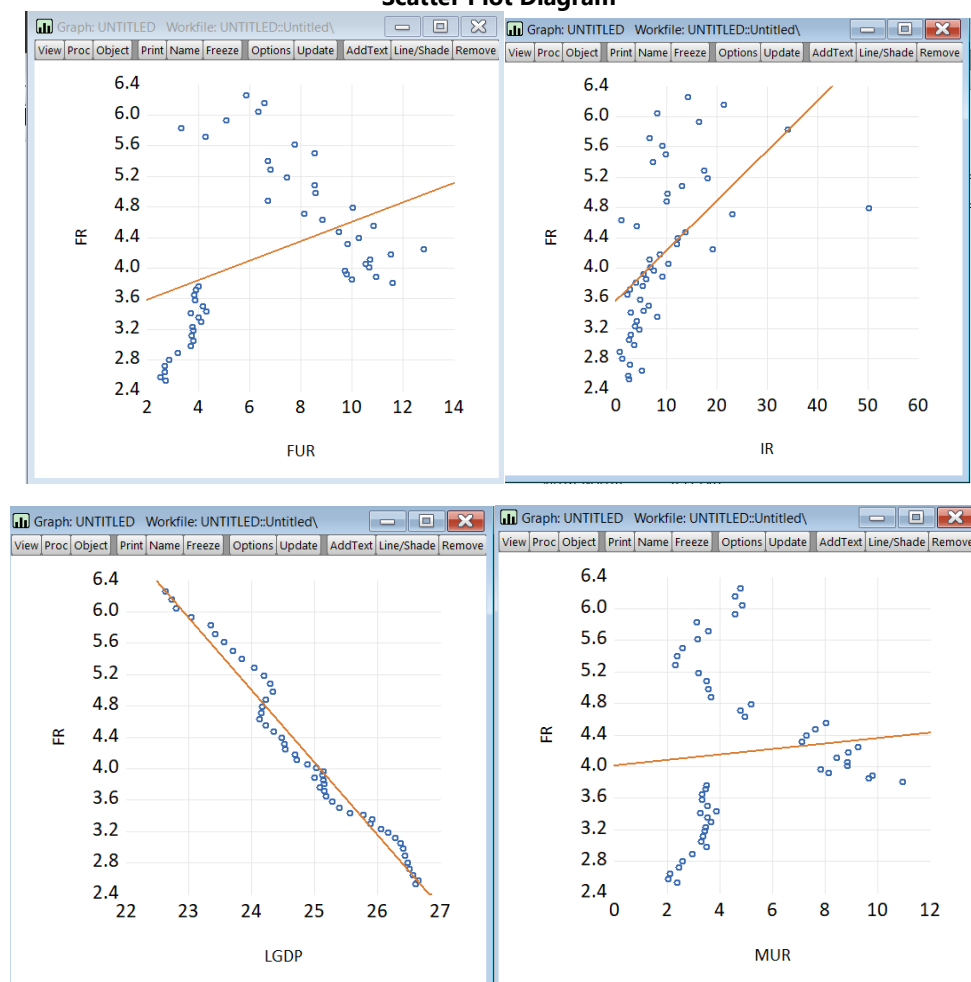 Scatter Plot Diagram
Graph: UNTITLED Workfile: UNTITLED::Untitled\
View Proc Object Print Name Freeze Options Update AddText Line/Shade Remove
6.4
6.0
5.6
5.2
4.8
4.4
4.0
3.6
3.2
2.8
2.4
FR
2 4 6 8 10 12 14
FUR
Graph: UNTITLED Workfile: UNTITLED::Untitled\
View Proc Object Print Name Freeze Options Update AddText Line/Shade Remove
6.4
6.0
5.6
5.2
4.8
4.4
4.0
3.6
3.2
2.8
2.4
FR
0 10 20 30 40 50 60
IR
Graph: UNTITLED Workfile: UNTITLED::Untitled\
View Proc Object Print Name Freeze Options Update AddText Line/Shade Remove
6.4
6.0
5.6
5.2
4.8
4.4
4.0
3.6
3.2
2.8
2.4
FR
22 23 24 25 26 27
LGDP
Graph: UNTITLED Workfile: UNTITLED::Untitled\
View Proc Object Print Name Freeze Options Update AddText Line/Shade Remove
6.4
6.0
5.6
5.2
4.8
4.4
4.0
3.6
3.2
2.8
2.4
FR
0 2 4 6 8 10 12
MUR